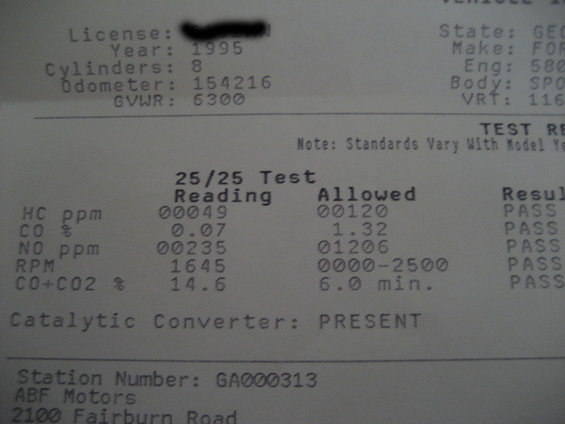 License: State: GEO
Year: 1995 Make: FOR
Cylinders: 8 Eng: 580
Odometer: 154216 Body: SPO
GVWR: 6300 VRT: 116
TEST RE
Note: Standards Vary With Model Ye
25/25 Test
Reading Allowed Resul
HC ppm 00049 00120 PASS
CO % 0.07 1.32 PASS
NO ppm 00235 01206 PASS
RPM 1645 0000-2500 PASS
CO+CO2 % 14.6 6.0 min. PASS
Catalytic Converter: PRESENT
Station Number: GA000313
ABF Motors
2100 Fairburn Road